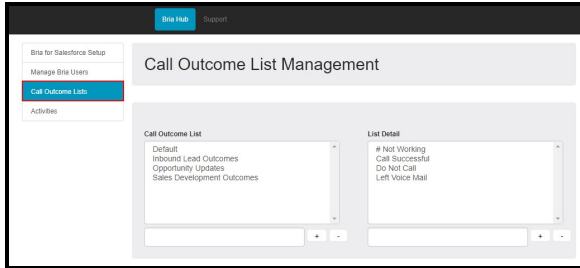 Bria Hub Support
Bria for Salesforce Setup
Manage Bria Users
Call Outcome Lists
Activities
Call Outcome List Management
Call Outcome List
Default
Inbound Lead Outcomes
Opportunity Updates
Sales Development Outcomes
+ -
List Detail
# Not Working
Call Successful
Do Not Call
Left Voice Mail
+ -